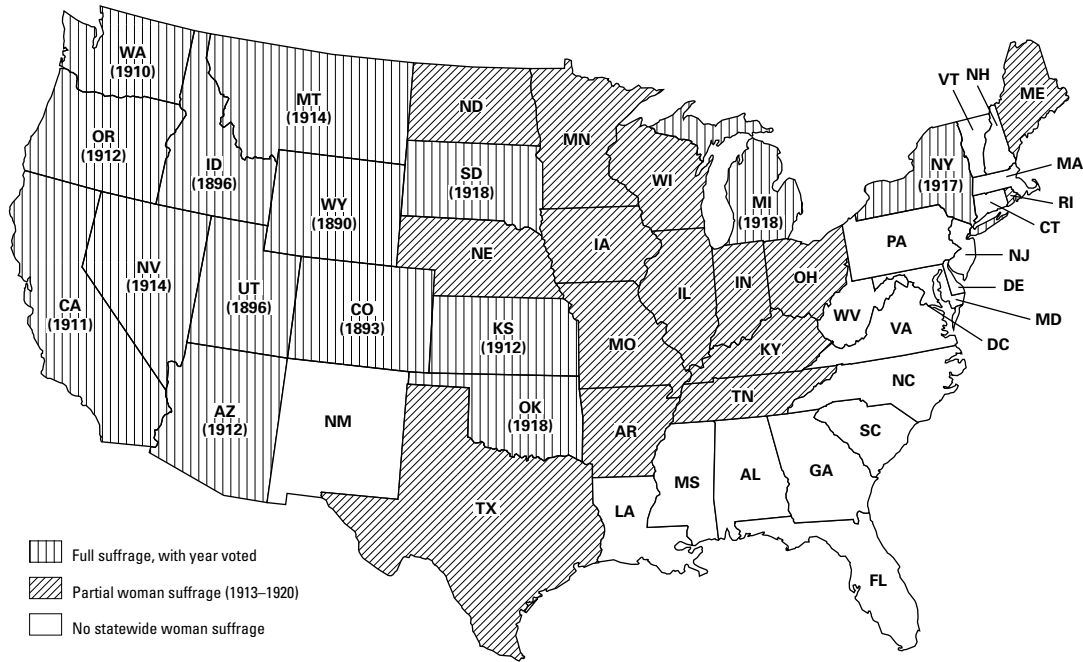 WA
(1910)
OR
(1912)
ID
(1896)
MT
(1914)
WY
(1890)
NV
(1914)
CA
(1911)
UT
(1896)
CO
(1893)
AZ
(1912)
NM
ND
SD
(1918)
NE
KS
(1912)
OK
(1918)
TX
MN
IA
MO
AR
LA
WI
IL
MI
(1918)
IN
OH
KY
TN
MS
AL
GA
FL
SC
NC
VA
WV
PA
NY
(1917)
VT
NH
ME
MA
RI
CT
NJ
DE
MD
DC
Full suffrage, with year voted
Partial woman suffrage (1913–1920)
No statewide woman suffrage